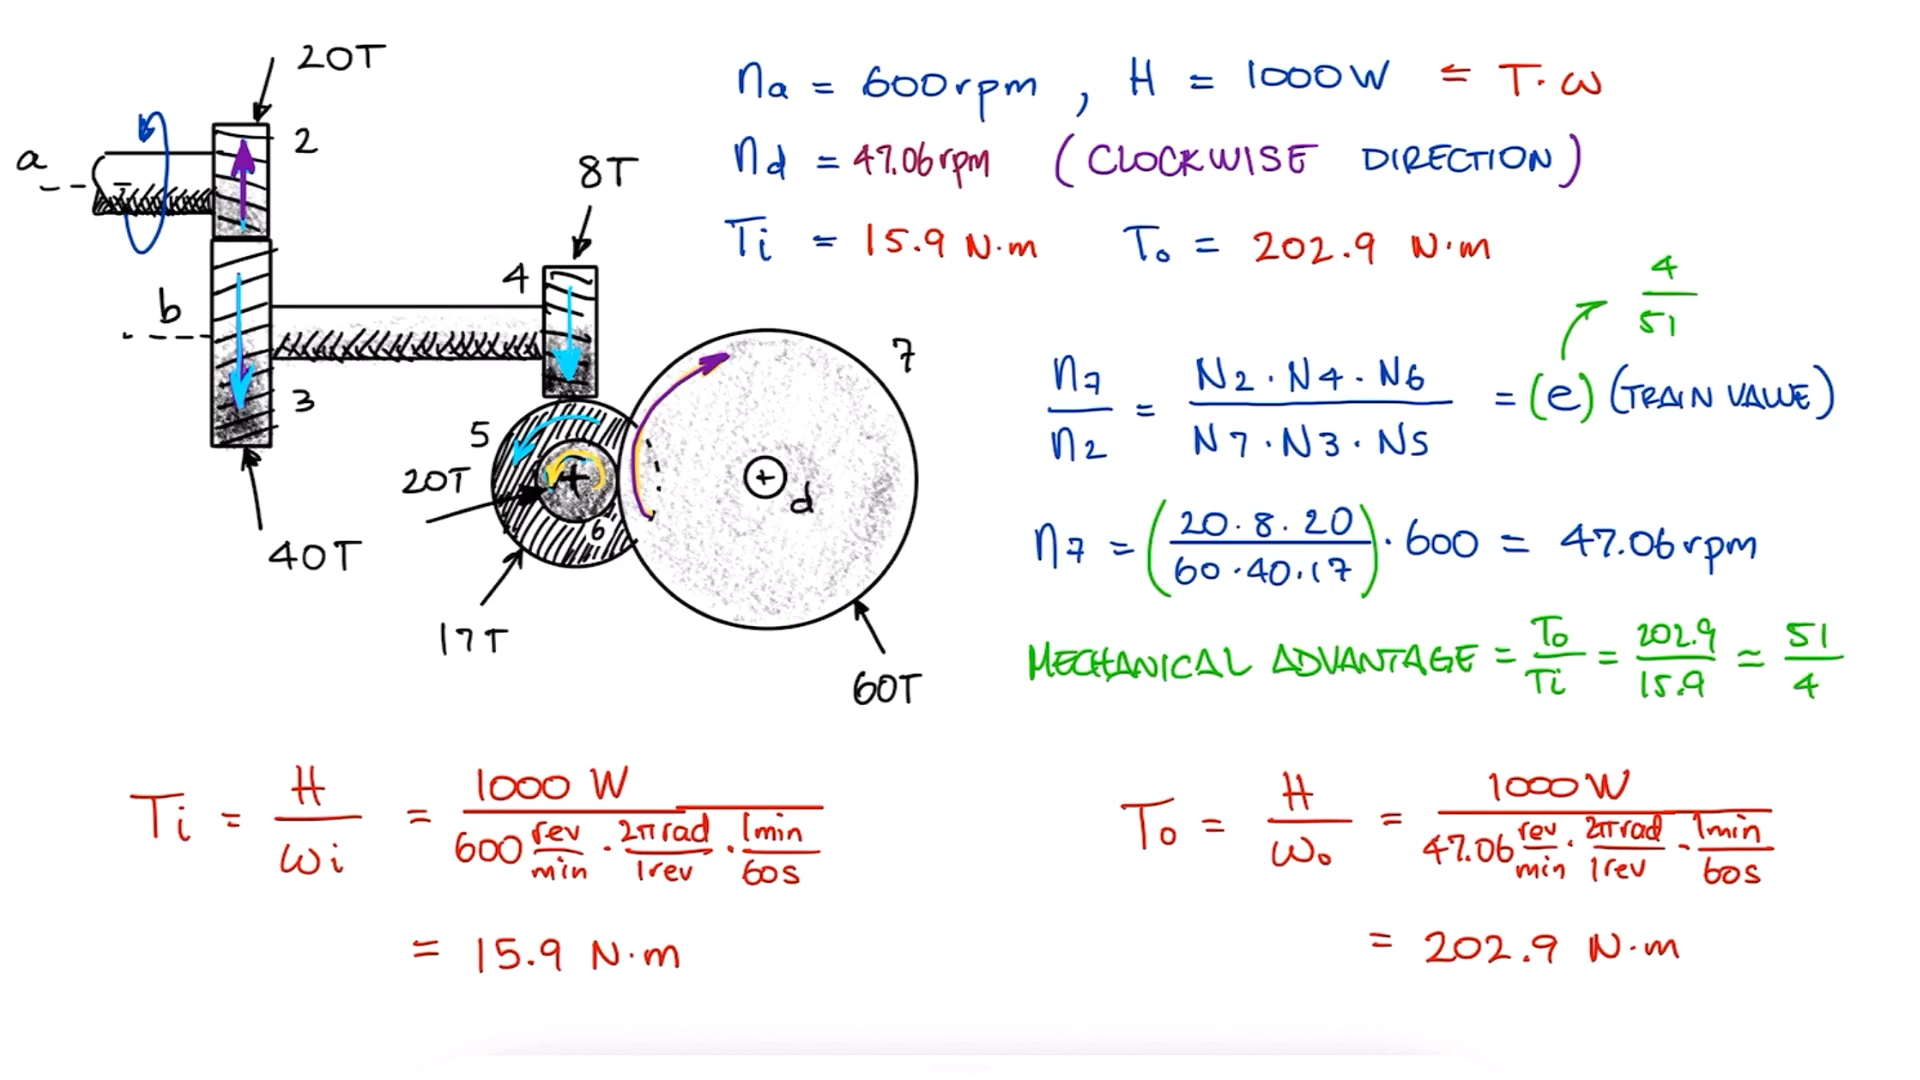 20T
2
a
8T
4
b
3
7
5
20T
6
d
40T
17T
60T
na = 600rpm , H = 1000W = T·ω
nd = 47.06rpm (CLOCKWISE DIRECTION)
Ti = 15.9 N·m To = 202.9 N·m
4
51
n7 / n2 = N2·N4·N6 / N7·N3·N5 = (e) (TRAIN VALUE)
n7 = (20·8·20 / 60·40·17)·600 = 47.06rpm
MECHANICAL ADVANTAGE = To / Ti = 202.9 / 15.9 = 51 / 4
Ti = H / ωi = 1000 W / 600 rev/min · 2π rad/1rev · 1min/60s
= 15.9 N·m
To = H / ωo = 1000W / 47.06 rev/min · 2π rad/1rev · 1min/60s
= 202.9 N·m